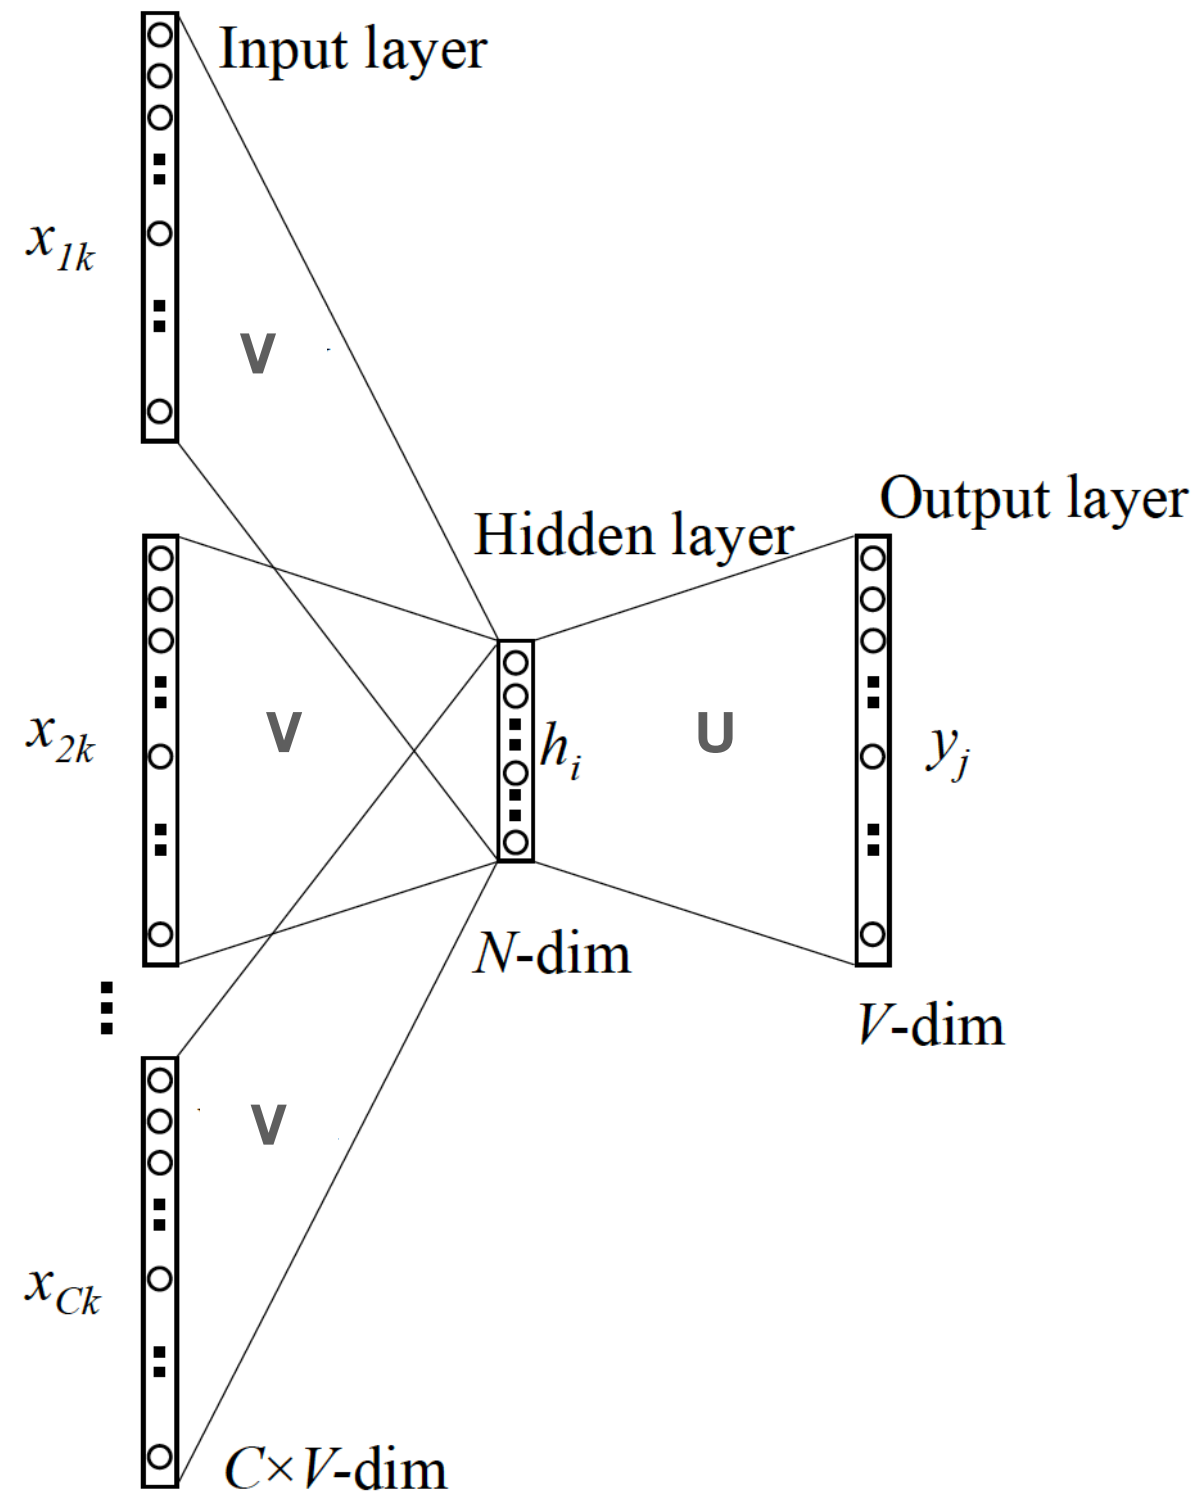 Input layer
x1k
V
Output layer
Hidden layer
x2k
V
hi
U
yj
N-dim
V-dim
V
xCk
C×V-dim